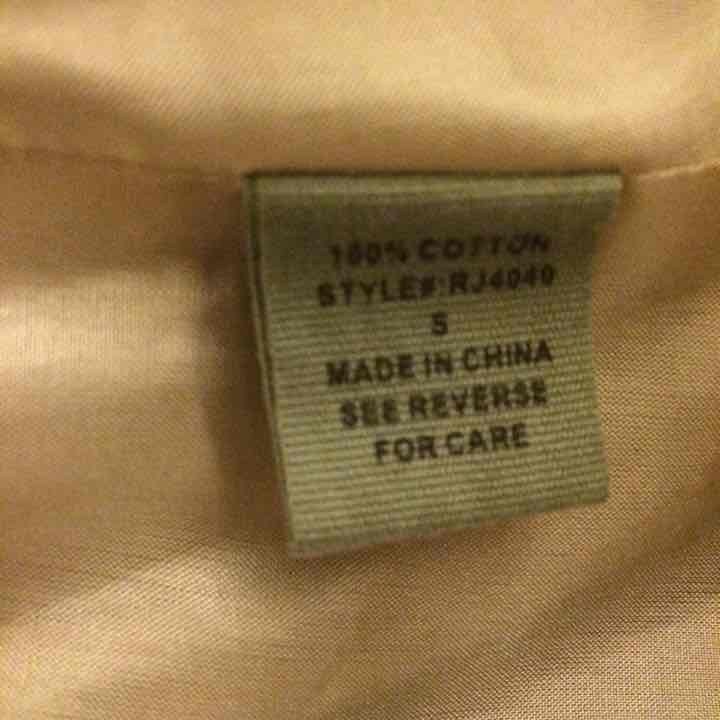 100% COTTON
STYLE#:RJ4040
S
MADE IN CHINA
SEE REVERSE
FOR CARE